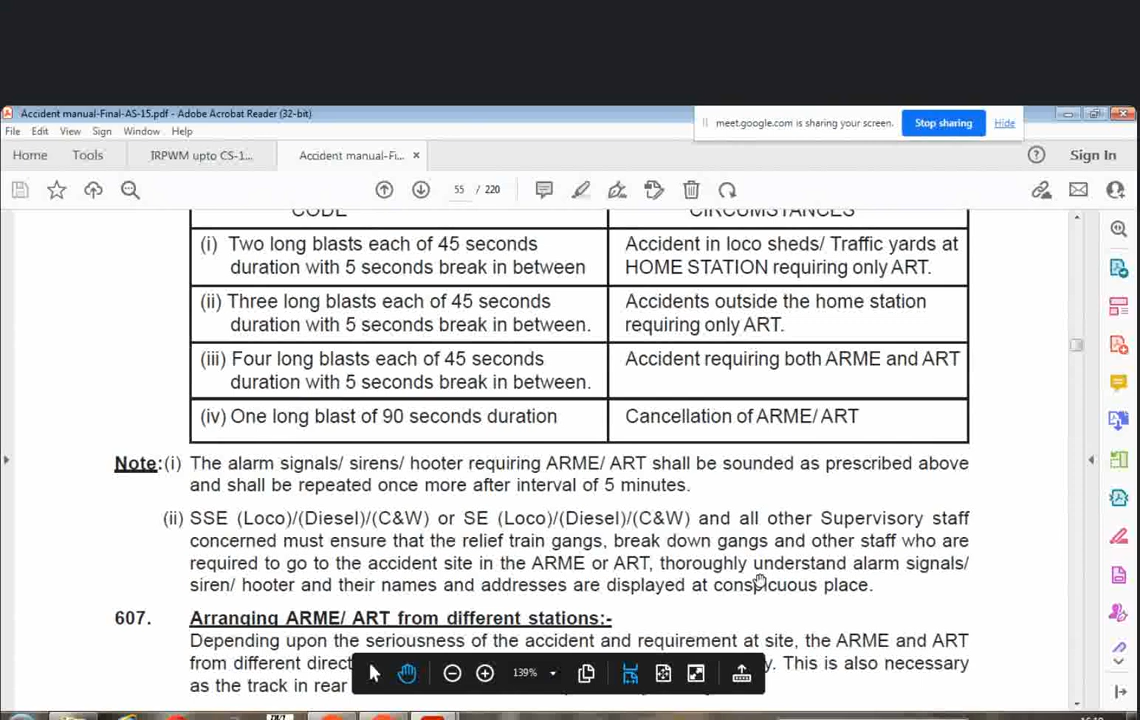 Accident manual-Final-AS-15.pdf - Adobe Acrobat Reader (32-bit)
meet.google.com is sharing your screen. Stop sharing Hide
File Edit View Sign Window Help
Home Tools IRPWM upto CS-1... Accident manual-Fi... × Sign In
55 / 220
CODE CIRCUMSTANCES
(i) Two long blasts each of 45 seconds duration with 5 seconds break in between
Accident in loco sheds/ Traffic yards at HOME STATION requiring only ART.
(ii) Three long blasts each of 45 seconds duration with 5 seconds break in between.
Accidents outside the home station requiring only ART.
(iii) Four long blasts each of 45 seconds duration with 5 seconds break in between.
Accident requiring both ARME and ART
(iv) One long blast of 90 seconds duration
Cancellation of ARME/ ART
Note:(i) The alarm signals/ sirens/ hooter requiring ARME/ ART shall be sounded as prescribed above
and shall be repeated once more after interval of 5 minutes.
(ii) SSE (Loco)/(Diesel)/(C&W) or SE (Loco)/(Diesel)/(C&W) and all other Supervisory staff
concerned must ensure that the relief train gangs, break down gangs and other staff who are
required to go to the accident site in the ARME or ART, thoroughly understand alarm signals/
siren/ hooter and their names and addresses are displayed at conspicuous place.
607. Arranging ARME/ ART from different stations:-
Depending upon the seriousness of the accident and requirement at site, the ARME and ART
from different direct y. This is also necessary
as the track in rear
139%